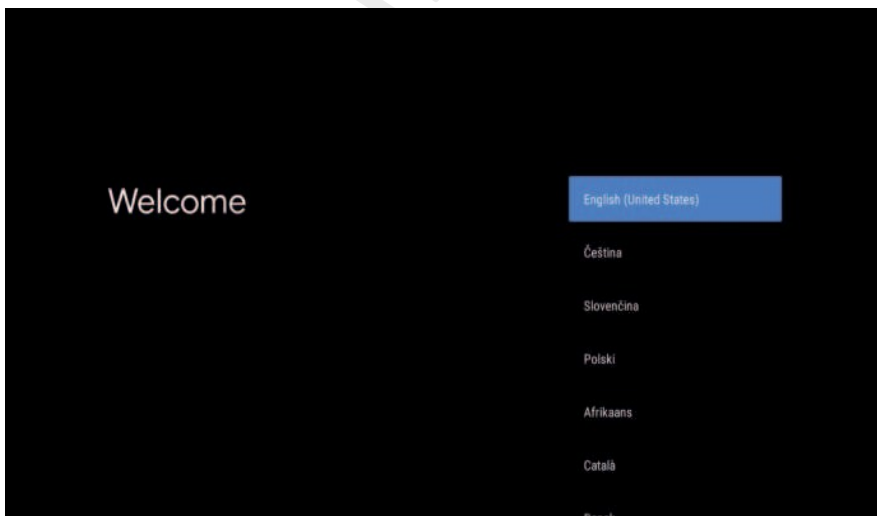 Welcome
English (United States)
Čeština
Slovenčina
Polski
Afrikaans
Català